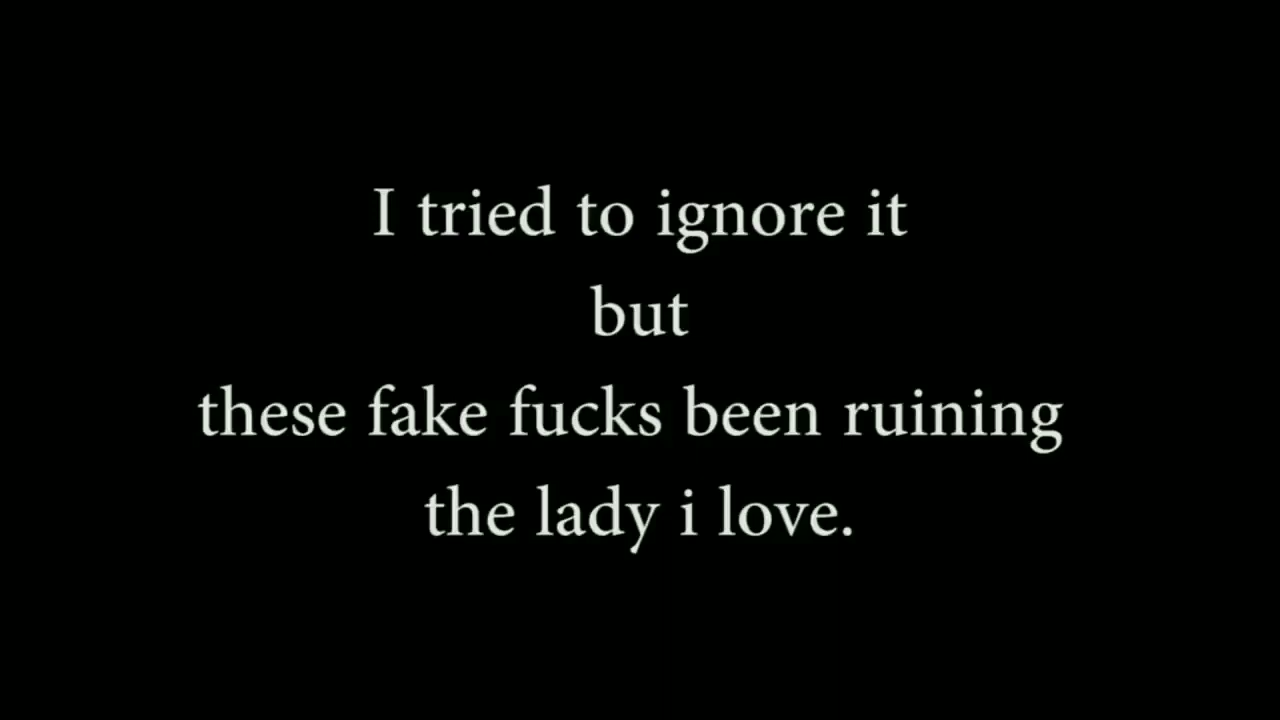 I tried to ignore it
but
these fake fucks been ruining
the lady i love.